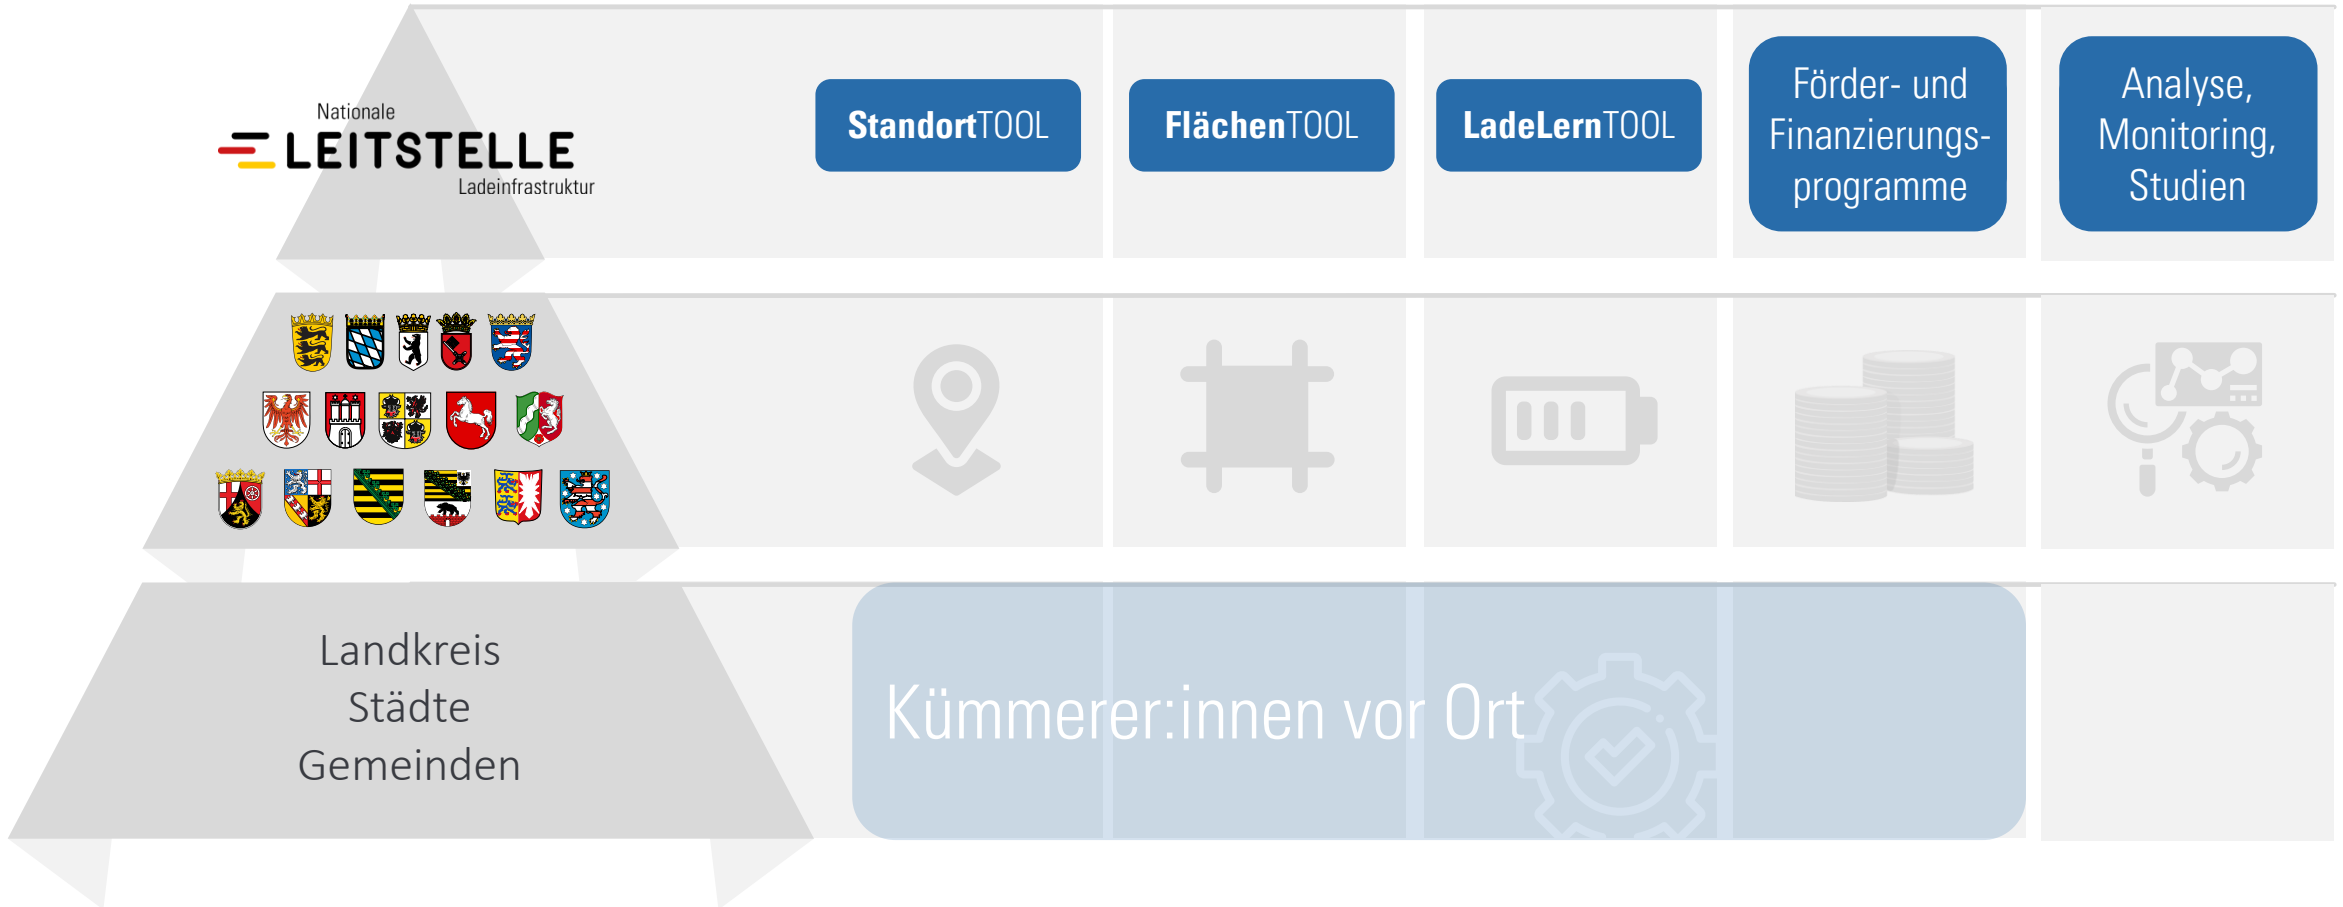 Nationale
LEITSTELLE
Ladeinfrastruktur
StandortTOOL
FlächenTOOL
LadeLernTOOL
Förder- und
Finanzierungs-
programme
Analyse,
Monitoring,
Studien
Landkreis
Städte
Gemeinden
Kümmerer:innen vor Ort